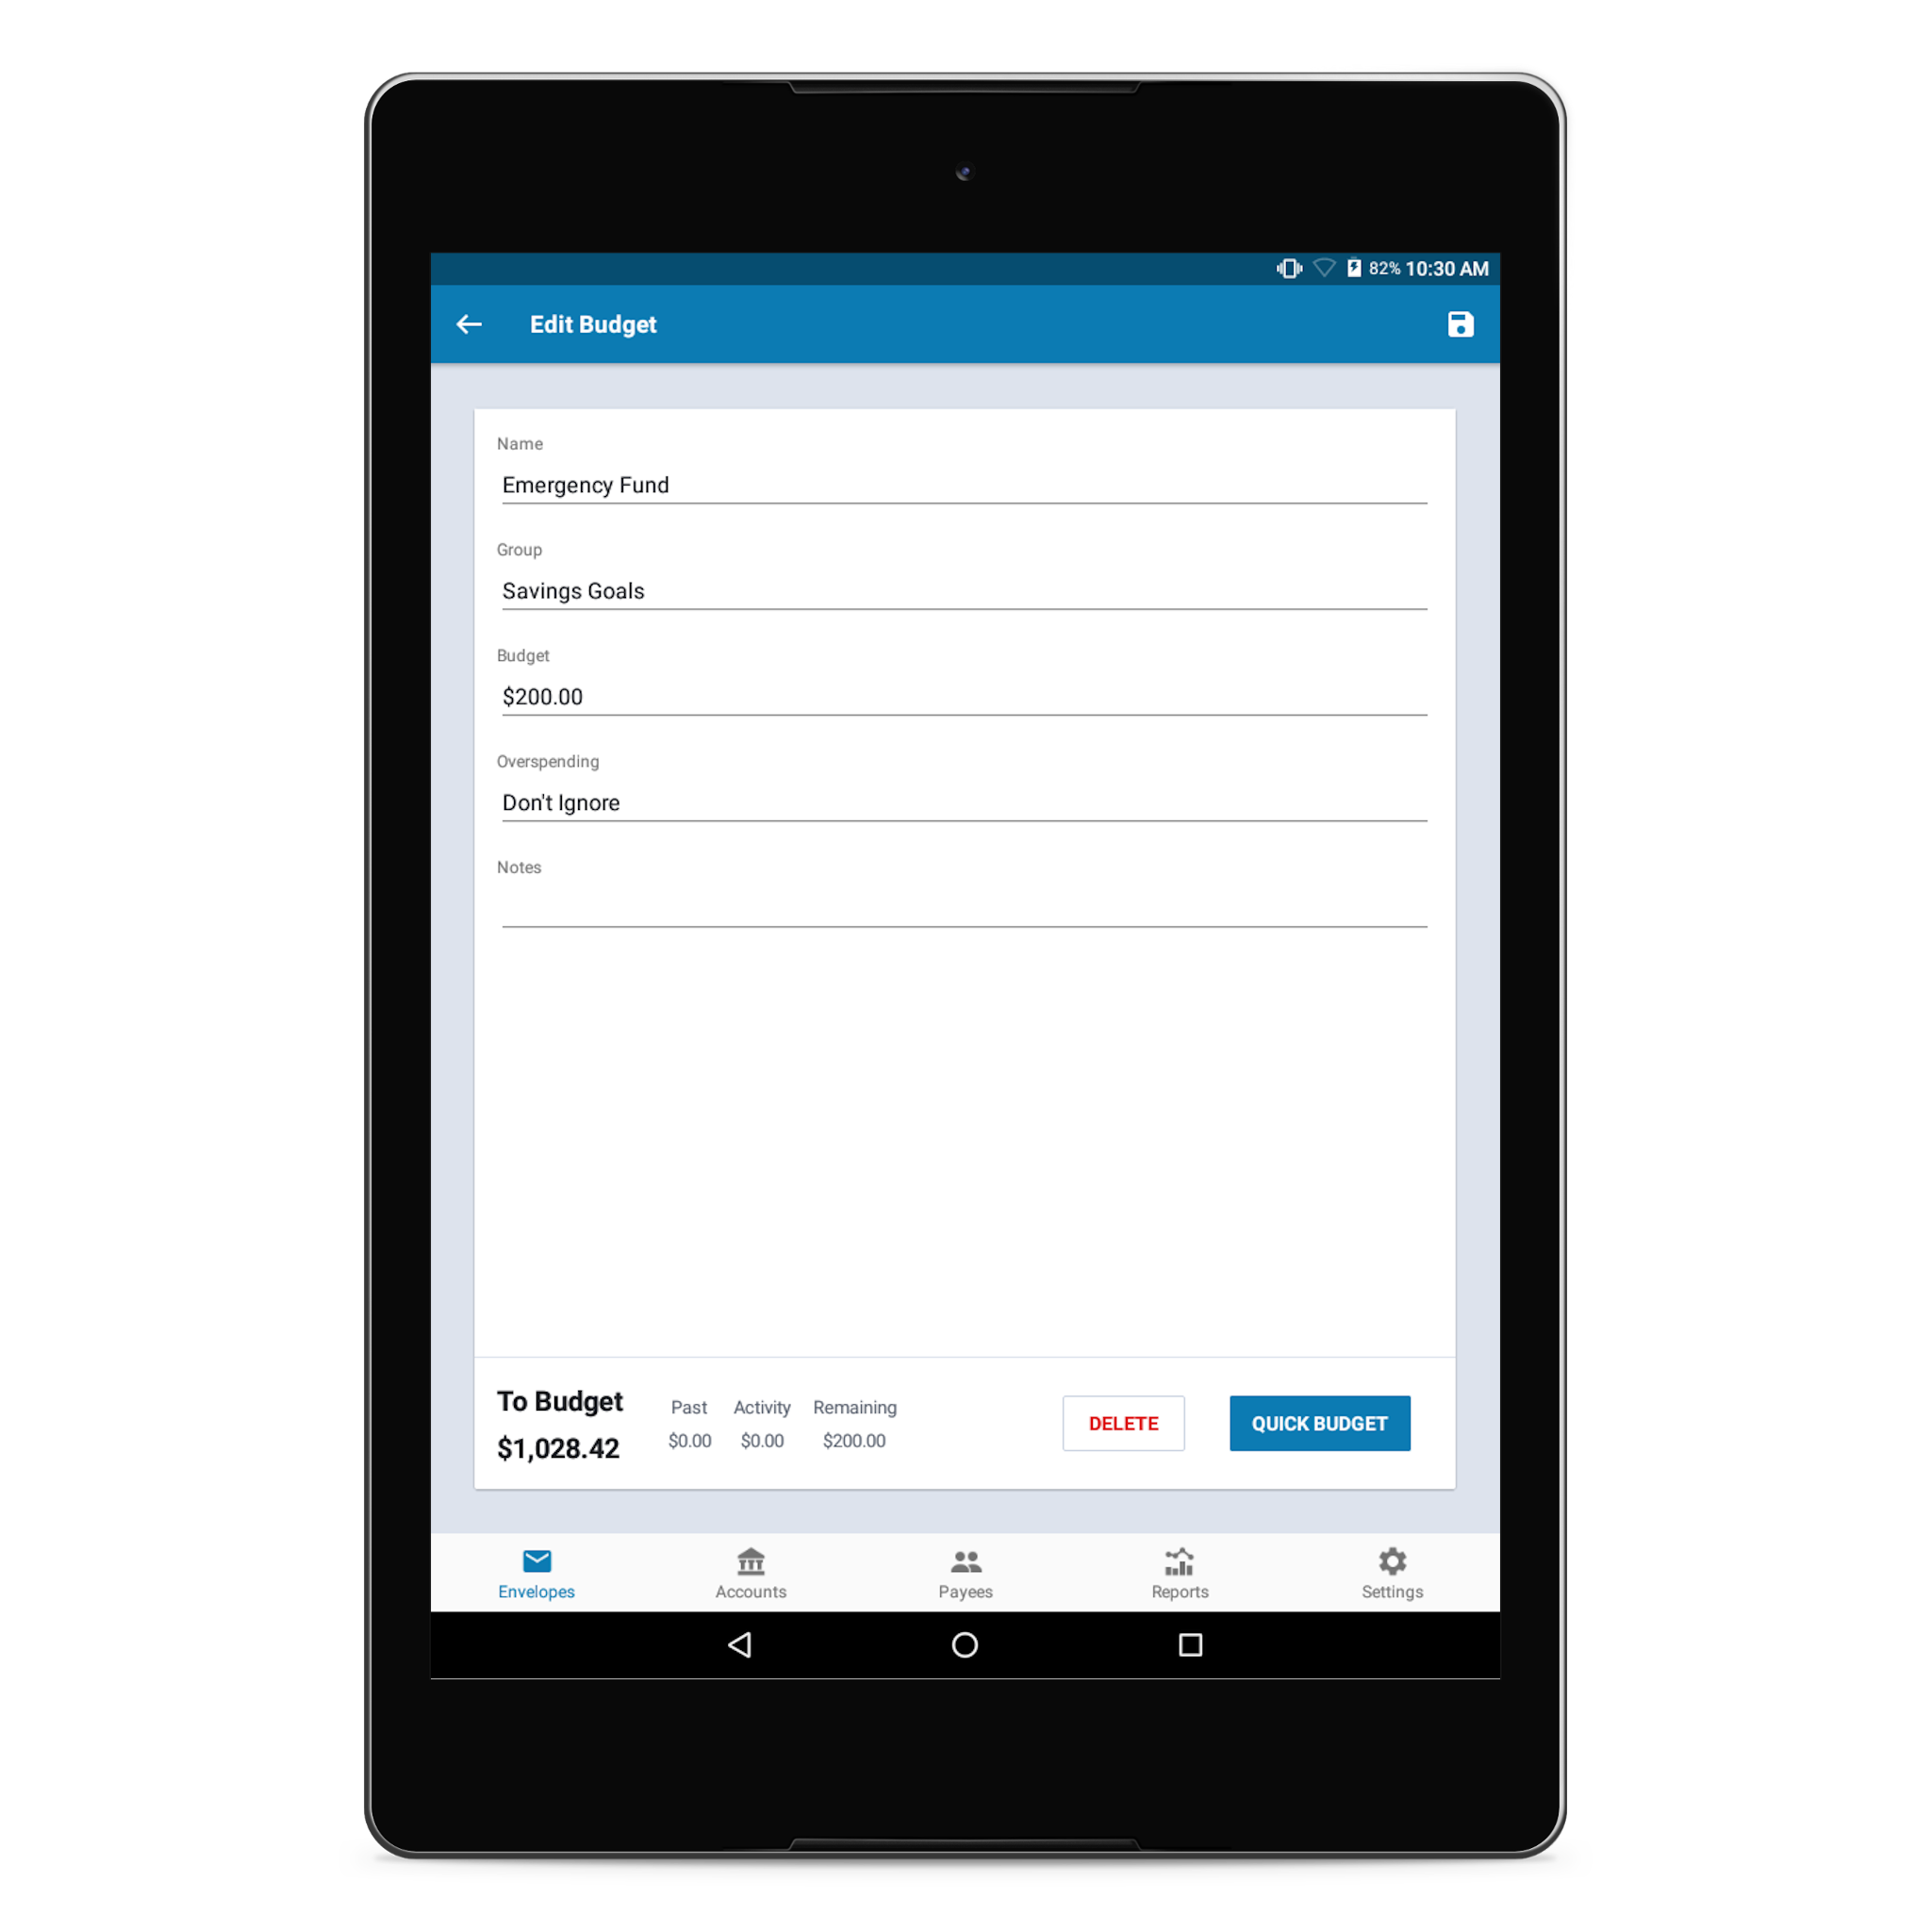 82% 10:30 AM
Edit Budget
Name
Emergency Fund
Group
Savings Goals
Budget
$200.00
Overspending
Don't Ignore
Notes
To Budget
$1,028.42
Past Activity Remaining
$0.00 $0.00 $200.00
DELETE
QUICK BUDGET
Envelopes Accounts Payees Reports Settings